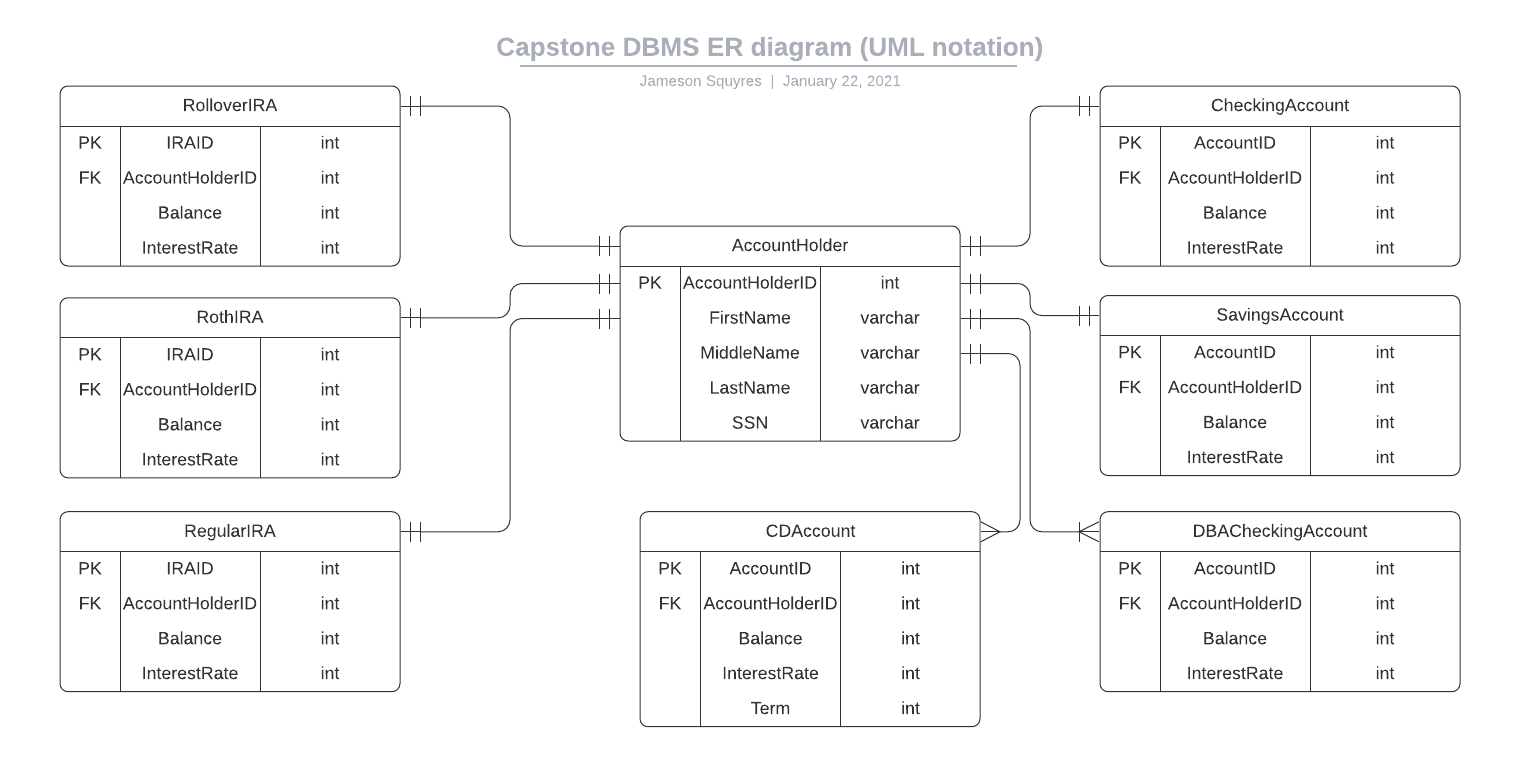 Capstone DBMS ER diagram (UML notation)
Jameson Squyres | January 22, 2021
RolloverIRA
PK IRAID int
FK AccountHolderID int
Balance int
InterestRate int
RothIRA
PK IRAID int
FK AccountHolderID int
Balance int
InterestRate int
RegularIRA
PK IRAID int
FK AccountHolderID int
Balance int
InterestRate int
AccountHolder
PK AccountHolderID int
FirstName varchar
MiddleName varchar
LastName varchar
SSN varchar
CDAccount
PK AccountID int
FK AccountHolderID int
Balance int
InterestRate int
Term int
CheckingAccount
PK AccountID int
FK AccountHolderID int
Balance int
InterestRate int
SavingsAccount
PK AccountID int
FK AccountHolderID int
Balance int
InterestRate int
DBACheckingAccount
PK AccountID int
FK AccountHolderID int
Balance int
InterestRate int